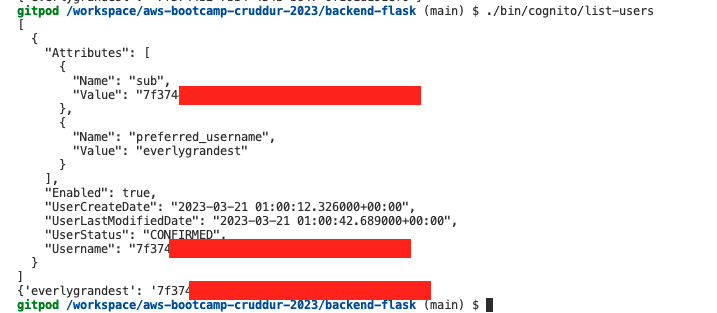 gitpod /workspace/aws-bootcamp-cruddur-2023/backend-flask (main) $ ./bin/cognito/list-users
[
  {
    "Attributes": [
      {
        "Name": "sub",
        "Value": "7f374
      },
      {
        "Name": "preferred_username",
        "Value": "everlygrandest"
      }
    ],
    "Enabled": true,
    "UserCreateDate": "2023-03-21 01:00:12.326000+00:00",
    "UserLastModifiedDate": "2023-03-21 01:00:42.689000+00:00",
    "UserStatus": "CONFIRMED",
    "Username": "7f374
  }
]
{'everlygrandest': '7f374
gitpod /workspace/aws-bootcamp-cruddur-2023/backend-flask (main) $